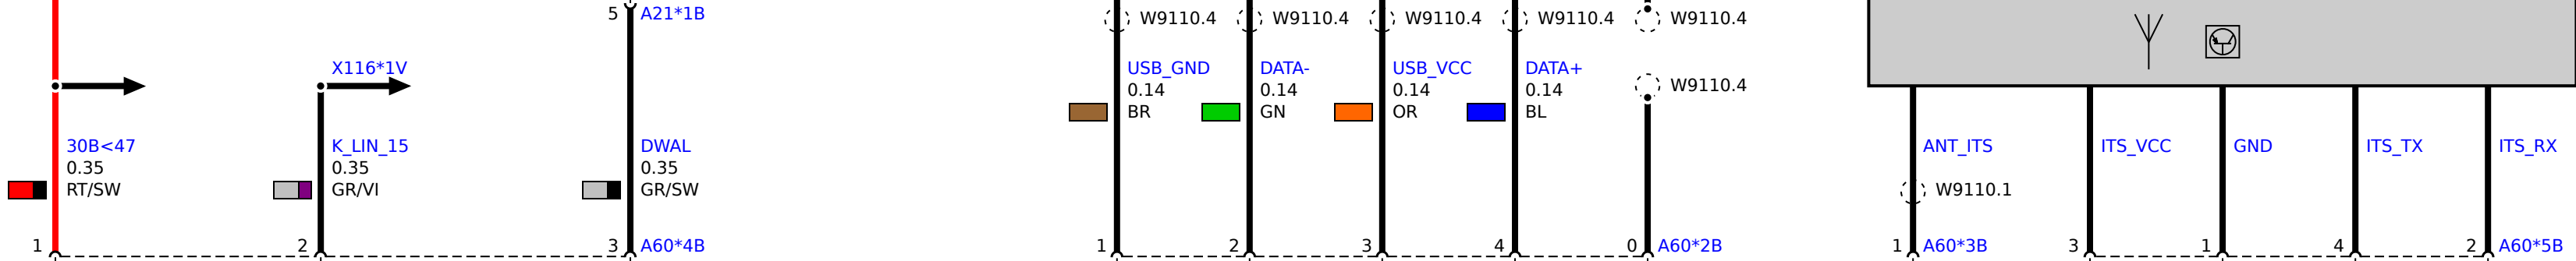 5 A21*1B
W9110.4 W9110.4 W9110.4 W9110.4 W9110.4
X116*1V USB_GND DATA- USB_VCC DATA+
W9110.4
0.14 0.14 0.14 0.14
BR GN OR BL
30B<47 K_LIN_15 DWAL ANT_ITS ITS_VCC GND ITS_TX ITS_RX
0.35 0.35 0.35
RT/SW GR/VI GR/SW W9110.1
1 2 3 A60*4B 1 2 3 4 0 A60*2B 1 A60*3B 3 1 4 2 A60*5B